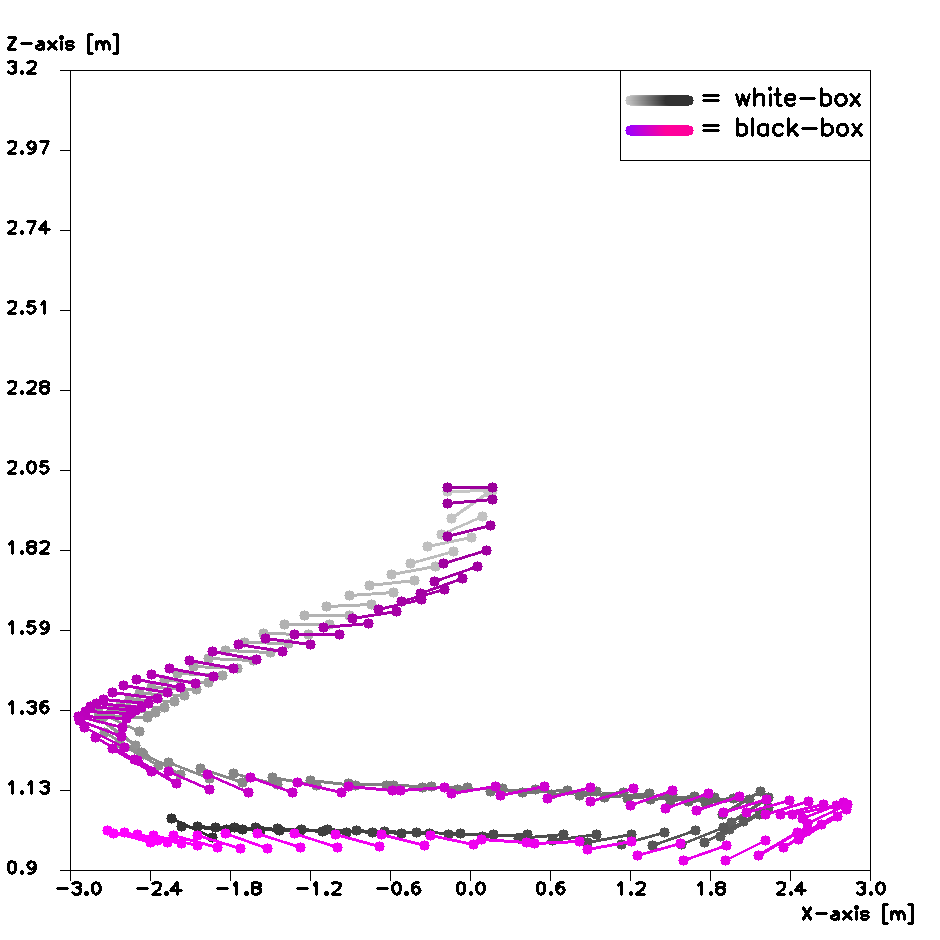 Z-axis [m]
3.2
= white-box
= black-box
2.97
2.74
2.51
2.28
2.05
1.82
1.59
1.36
1.13
0.9
-3.0 -2.4 -1.8 -1.2 -0.6 0.0 0.6 1.2 1.8 2.4 3.0
X-axis [m]